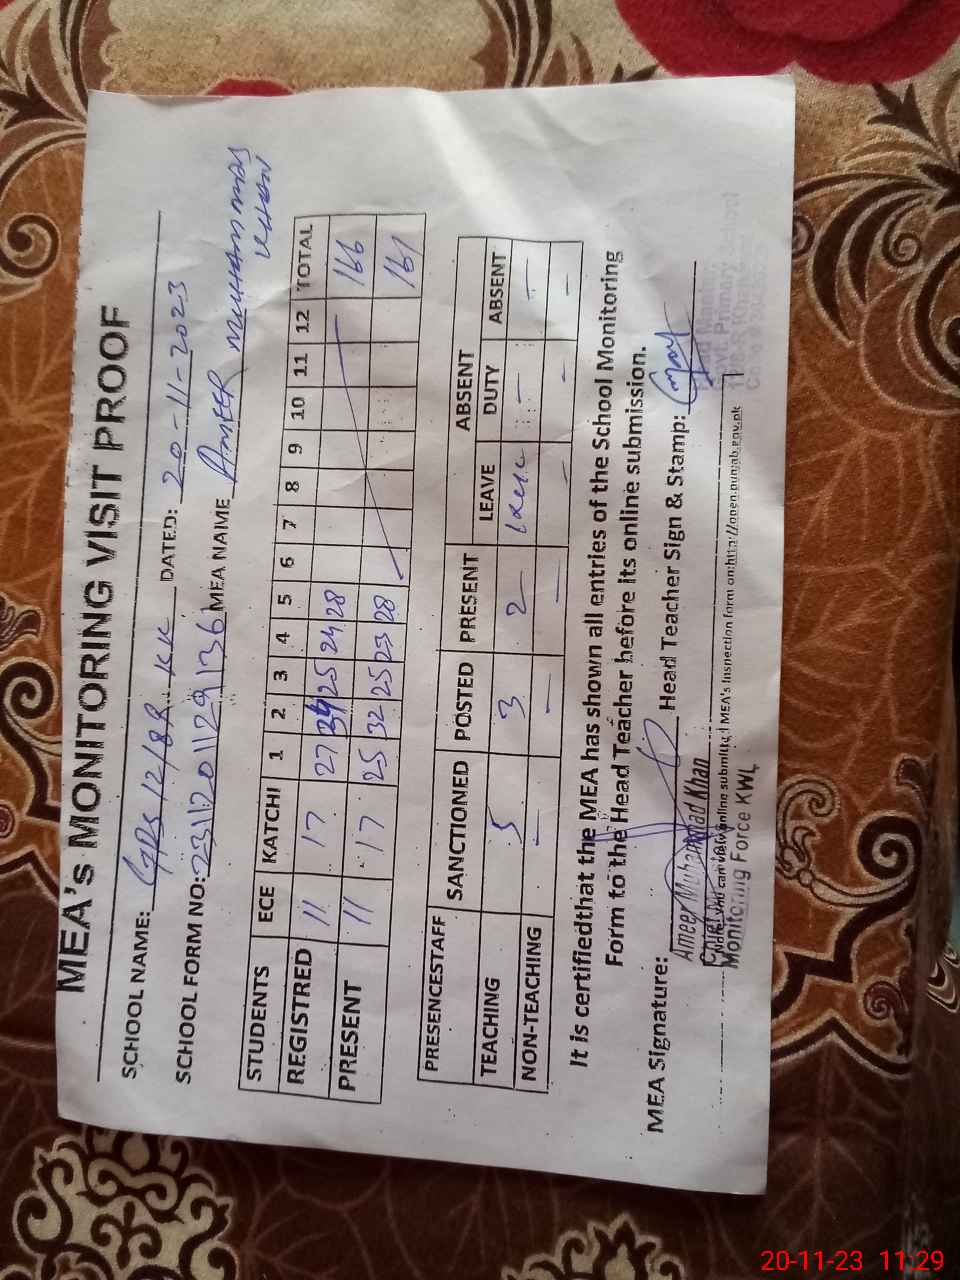 MEA's MONITORING VISIT PROOF
SCHOOL NAME: GPS 12/8R KK DATED: 20-11-2023
SCHOOL FORM NO: 231120112913 6 MEA NAME AMEER MUHAMMAD KHAN
STUDENTS ECE KATCHI 1 2 3 4 5 6 7 8 9 10 11 12 TOTAL
REGISTRED 11 17 27 34 25 24 28 166
PRESENT 11 17 25 32 25 23 28 161
PRESENCESTAFF SANCTIONED POSTED PRESENT LEAVE ABSENT DUTY ABSENT
TEACHING 5 3 2 - -
NON-TEACHING - - - - - -
It is certifiedthat the MEA has shown all entries of the School Monitoring
Form to the Head Teacher before its online submission.
MEA Signature: Head Teacher Sign & Stamp:
Ameer Muhammad Khan
Note: you can view online submitted MEA's Inspection form on:http://open.punjab.gov.pk
Monitoring Force KWL
20-11-23 11:29